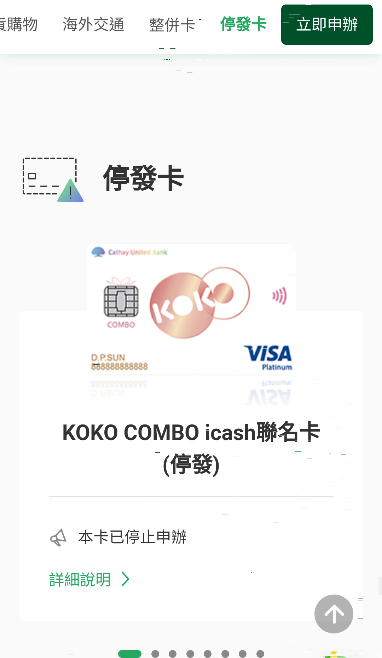 貨購物 海外交通 整併卡 停發卡 立即申辦
停發卡
Cathay United Bank
KOKO
COMBO
D.P.SUN
888888888888
VISA
Platinum
KOKO COMBO icash聯名卡
(停發)
本卡已停止申辦
詳細說明